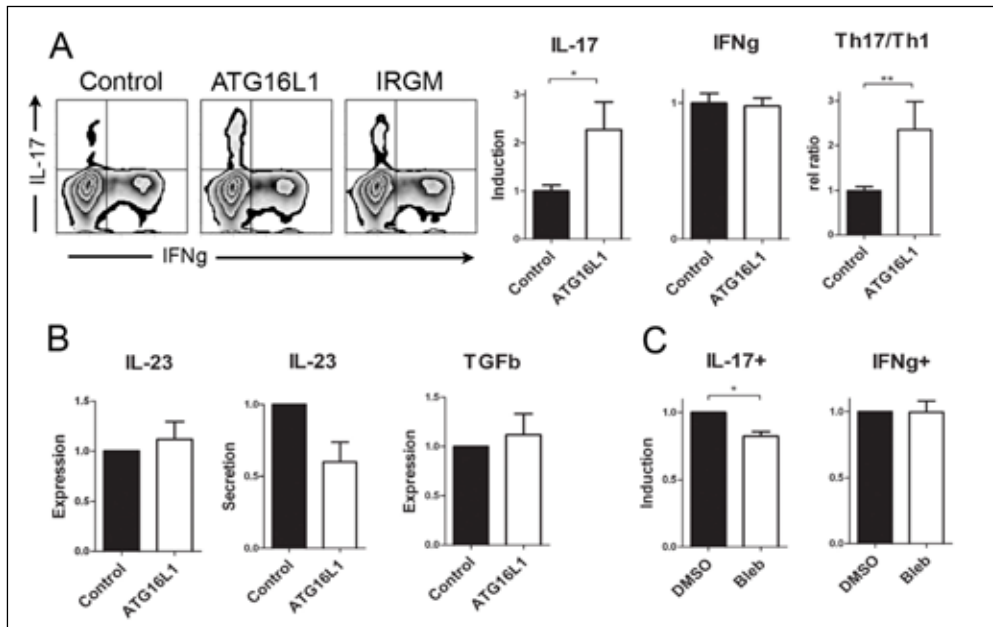 A
Control
ATG16L1
IRGM
IL-17
IFNg
IL-17
*
Induction
3
2
1
0
Control
ATG16L1
IFNg
1
0
Control
ATG16L1
Th17/Th1
**
rel ratio
3
2
1
0
Control
ATG16L1
B
IL-23
Expression
1.5
1.0
0.5
0.0
Control
ATG16L1
IL-23
Secretion
1.0
0.5
0.0
Control
ATG16L1
TGFb
Expression
1.5
1.0
0.5
0.0
Control
ATG16L1
C
IL-17+
*
Induction
1.0
0.5
0.0
DMSO
Bleb
IFNg+
1.0
0.5
0.0
DMSO
Bleb